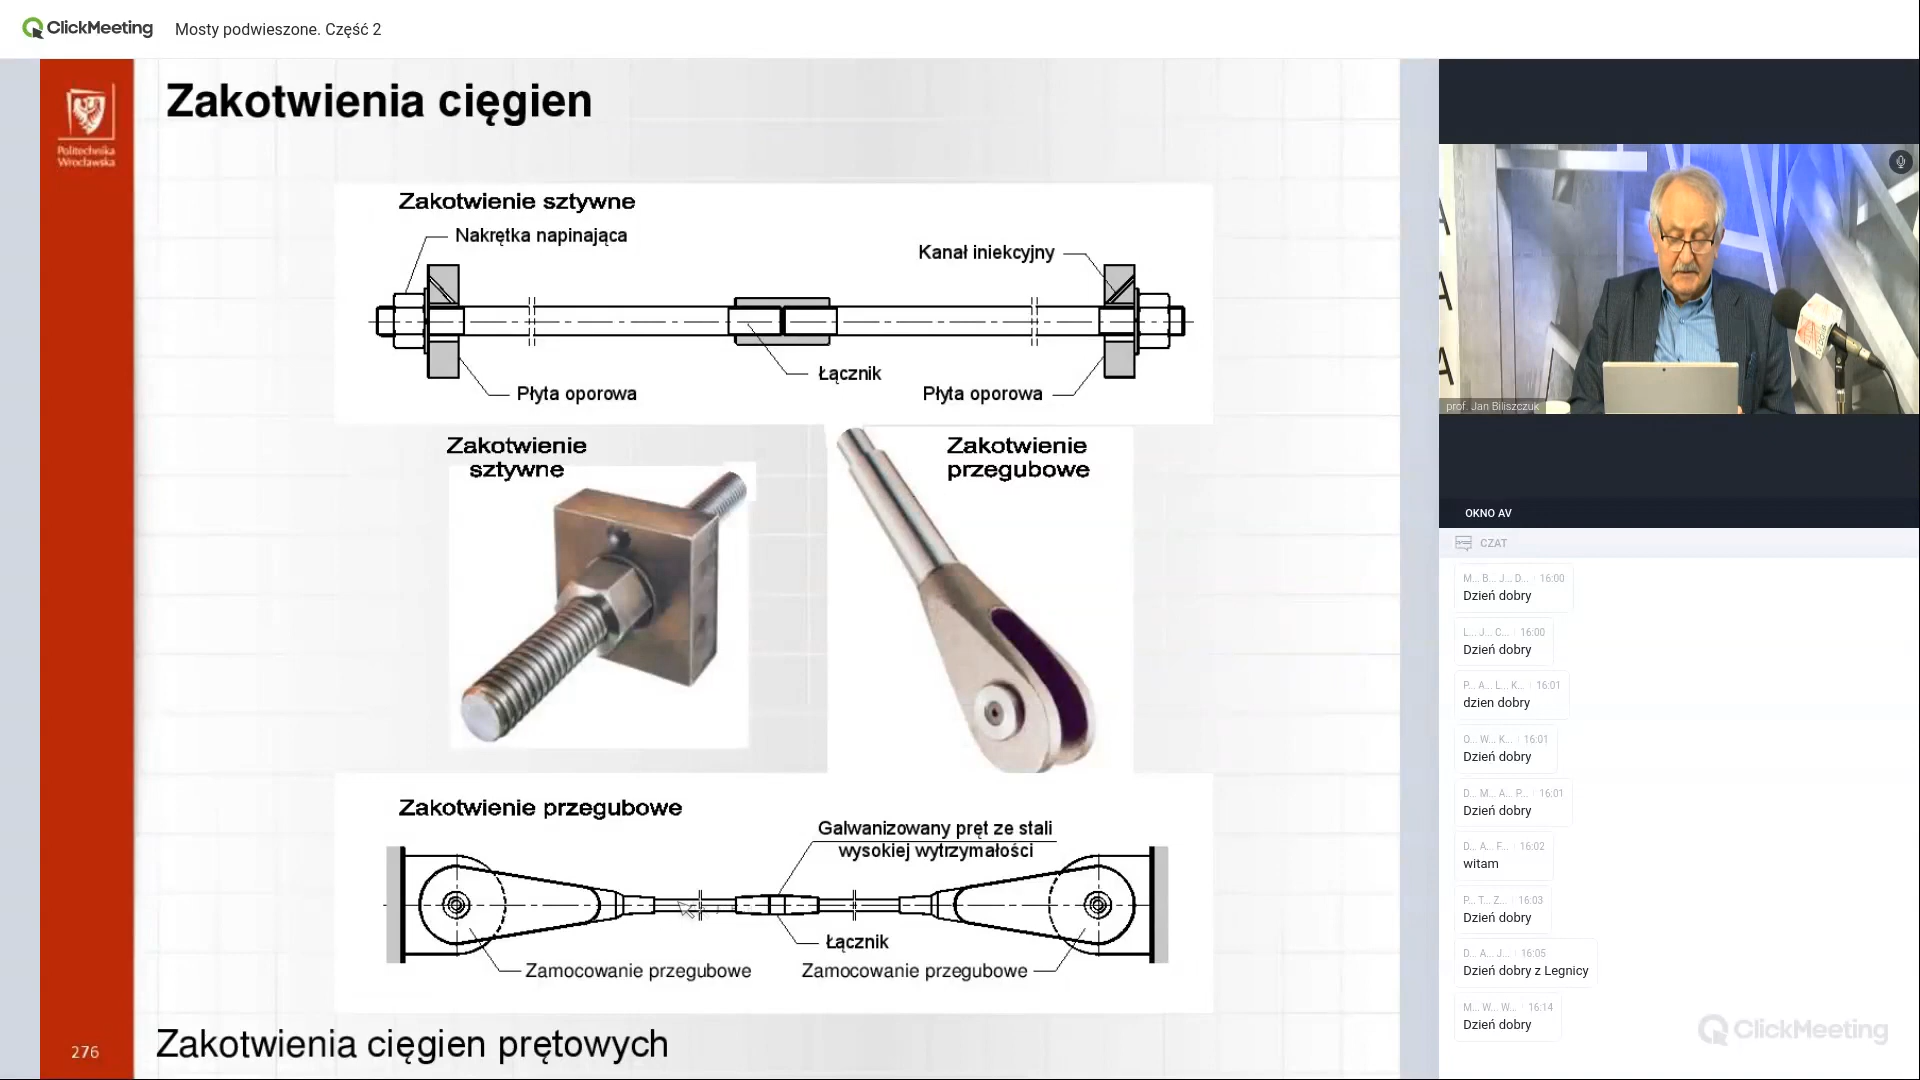 ClickMeeting
Mosty podwieszone. Część 2
Politechnika
Wrocławska
Zakotwienia cięgien
Zakotwienie sztywne
Nakrętka napinająca
Kanał iniekcyjny
Łącznik
Płyta oporowa
Płyta oporowa
Zakotwienie
sztywne
Zakotwienie
przegubowe
Zakotwienie przegubowe
Galwanizowany pręt ze stali
wysokiej wytrzymałości
Łącznik
Zamocowanie przegubowe
Zamocowanie przegubowe
276
Zakotwienia cięgien prętowych
prof. Jan Biliszczuk
OKNO AV
CZAT
M... B... J... D... 16:00
Dzień dobry
L... J... C... 16:00
Dzień dobry
P... A... L... K... 16:01
dzien dobry
O... W... K... 16:01
Dzień dobry
D... M... A... P... 16:01
Dzień dobry
D... A... F... 16:02
witam
P... T... Z... 16:03
Dzień dobry
D... A... J... 16:05
Dzień dobry z Legnicy
M... W... W... 16:14
Dzień dobry
ClickMeeting